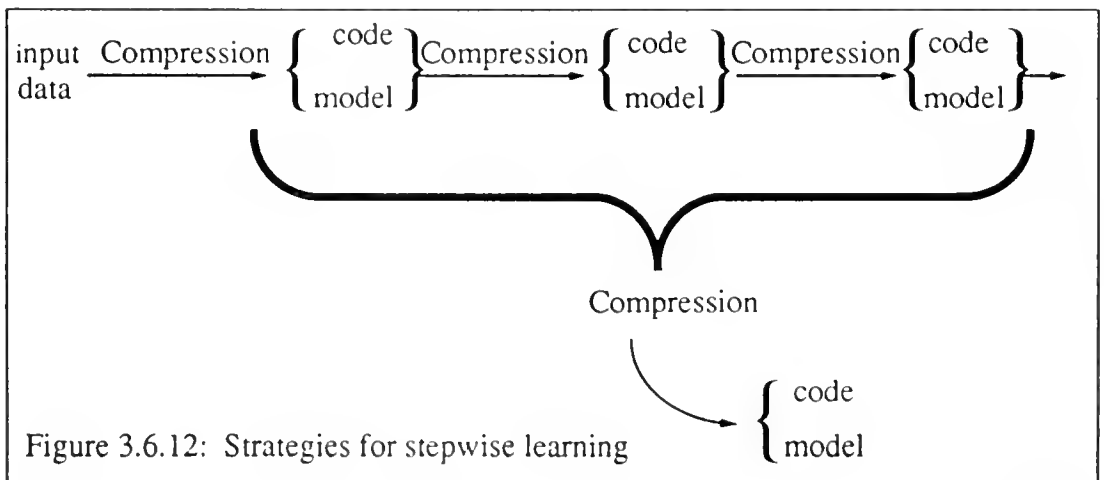 input data Compression { code model } Compression { code model } Compression { code model }
Compression
{ code model
Figure 3.6.12: Strategies for stepwise learning